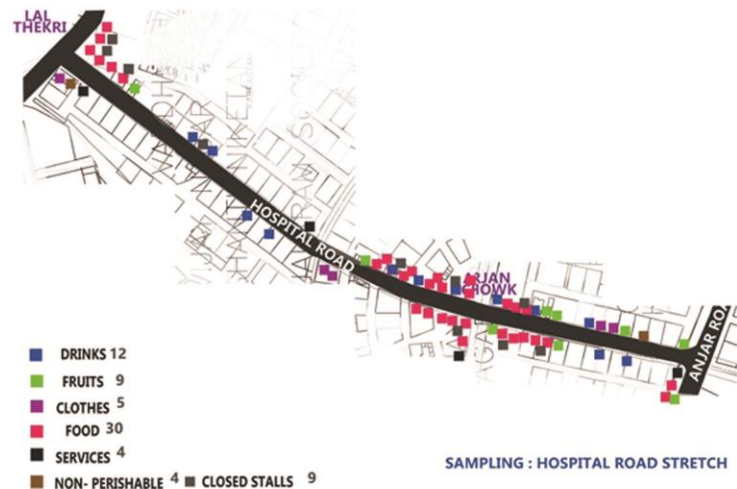 LAL
THEKRI
HOSPITAL ROAD
ARJAN
CHOWK
ANJAR ROA
DRINKS 12
FRUITS 9
CLOTHES 5
FOOD 30
SERVICES 4
NON- PERISHABLE 4 CLOSED STALLS 9
SAMPLING : HOSPITAL ROAD STRETCH